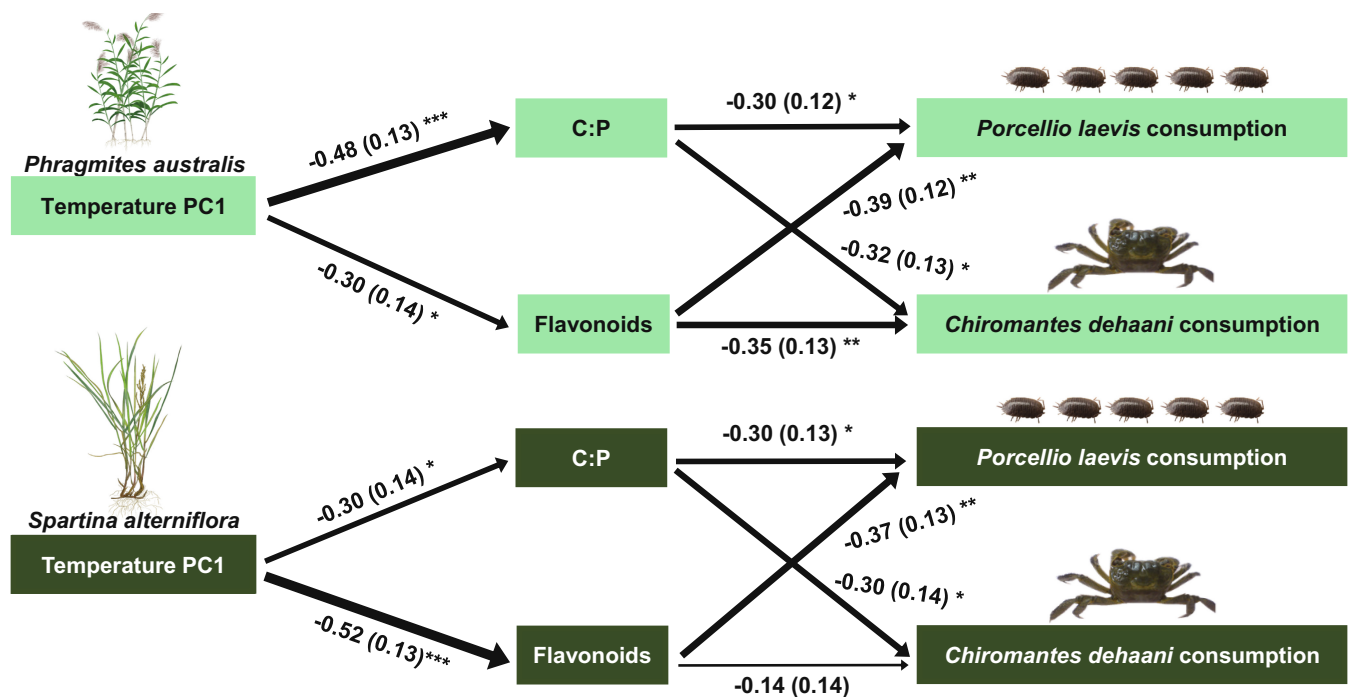 Phragmites australis
Temperature PC1
-0.48 (0.13) ***
-0.30 (0.14) *
C:P
Flavonoids
-0.30 (0.12) *
-0.39 (0.12) **
-0.32 (0.13) *
-0.35 (0.13) **
Porcellio laevis consumption
Chiromantes dehaani consumption
Spartina alterniflora
Temperature PC1
-0.30 (0.14) *
-0.52 (0.13)***
C:P
Flavonoids
-0.30 (0.13) *
-0.37 (0.13) **
-0.30 (0.14) *
-0.14 (0.14)
Porcellio laevis consumption
Chiromantes dehaani consumption